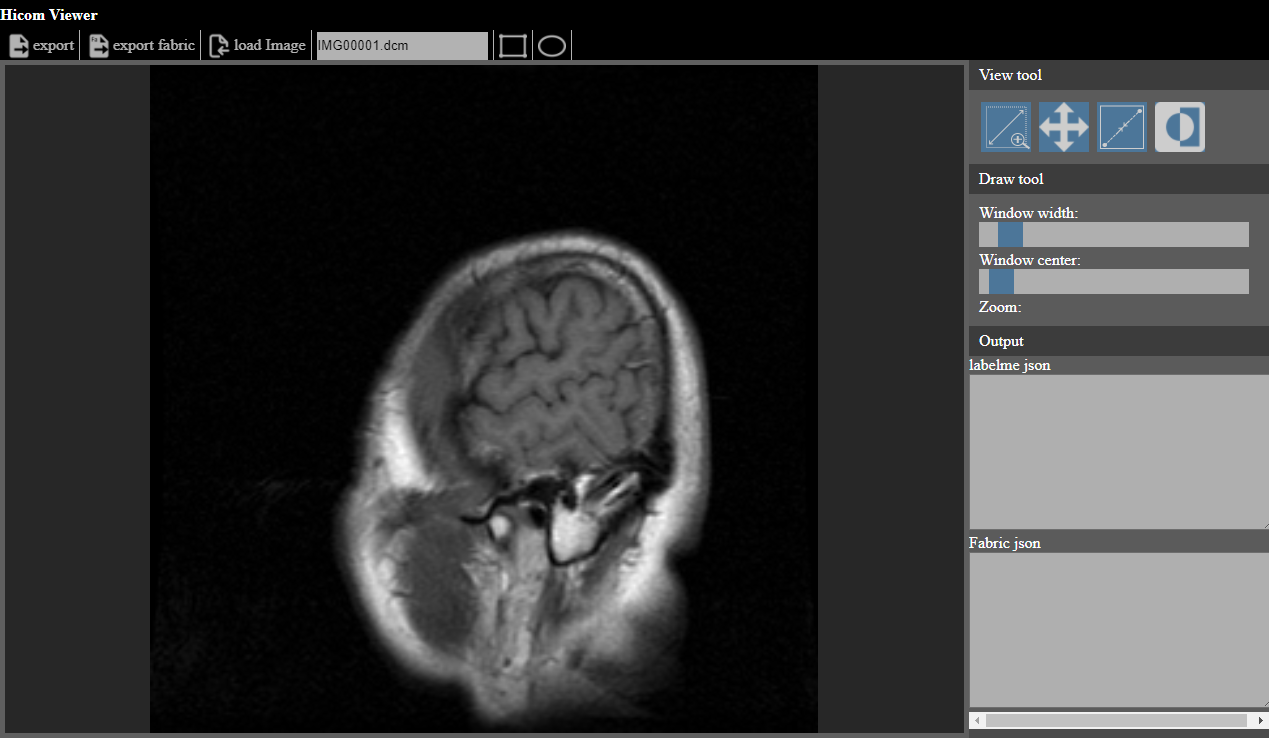 Hicom Viewer
export
export fabric
load Image
IMG00001.dcm
View tool
Draw tool
Window width:
Window center:
Zoom:
Output
labelme json
Fabric json